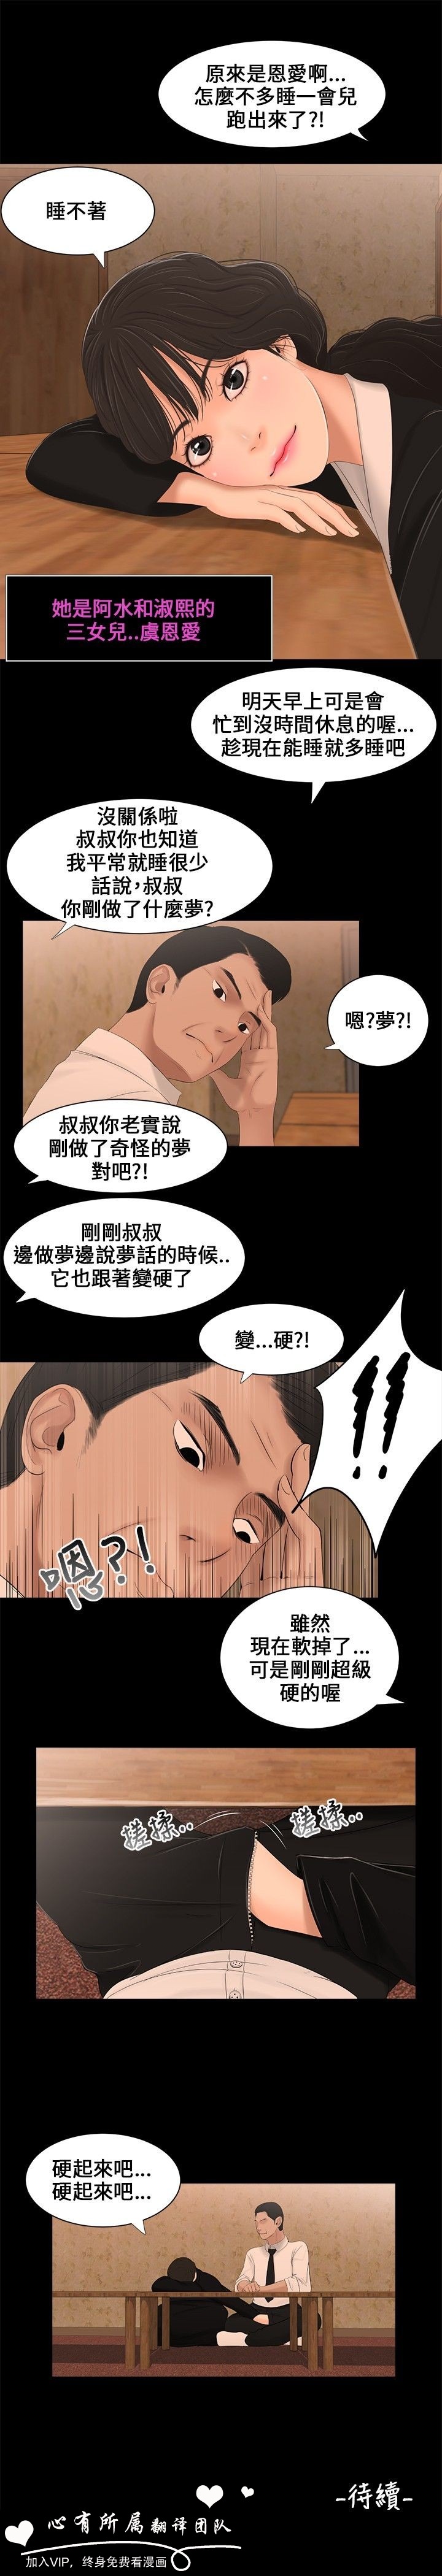 原來是恩愛啊...
怎麼不多睡一會兒
跑出來了?!
睡不著
她是阿水和淑熙的
三女兒..虞恩愛
明天早上可是會
忙到沒時間休息的喔...
趁現在能睡就多睡吧
沒關係啦
叔叔你也知道
我平常就睡很少
話說,叔叔
你剛做了什麼夢?
嗯?夢?!
叔叔你老實說
剛做了奇怪的夢
對吧?!
剛剛叔叔
邊做夢邊說夢話的時候..
它也跟著變硬了
變...硬?!
!!
咽?!
雖然
現在軟掉了...
可是剛剛超級
硬的喔
搓揉..
搓揉..
硬起來吧...
硬起來吧...
-待續-
心有所属翻译团队
加入VIP，终身免费看漫画